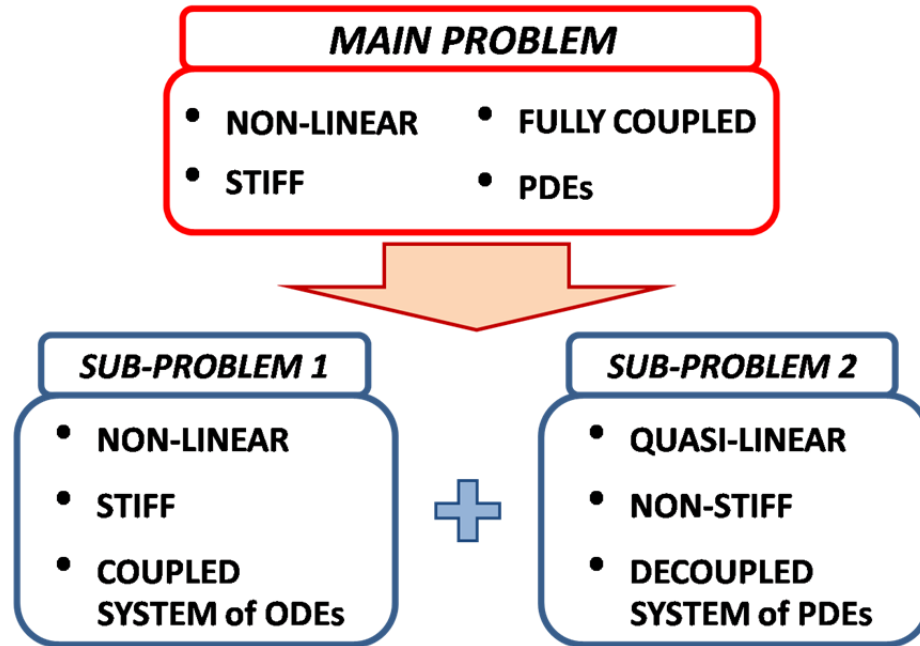 MAIN PROBLEM
• NON-LINEAR
• STIFF
• FULLY COUPLED
• PDEs
SUB-PROBLEM 1
• NON-LINEAR
• STIFF
• COUPLED
SYSTEM of ODEs
SUB-PROBLEM 2
• QUASI-LINEAR
• NON-STIFF
• DECOUPLED
SYSTEM of PDEs